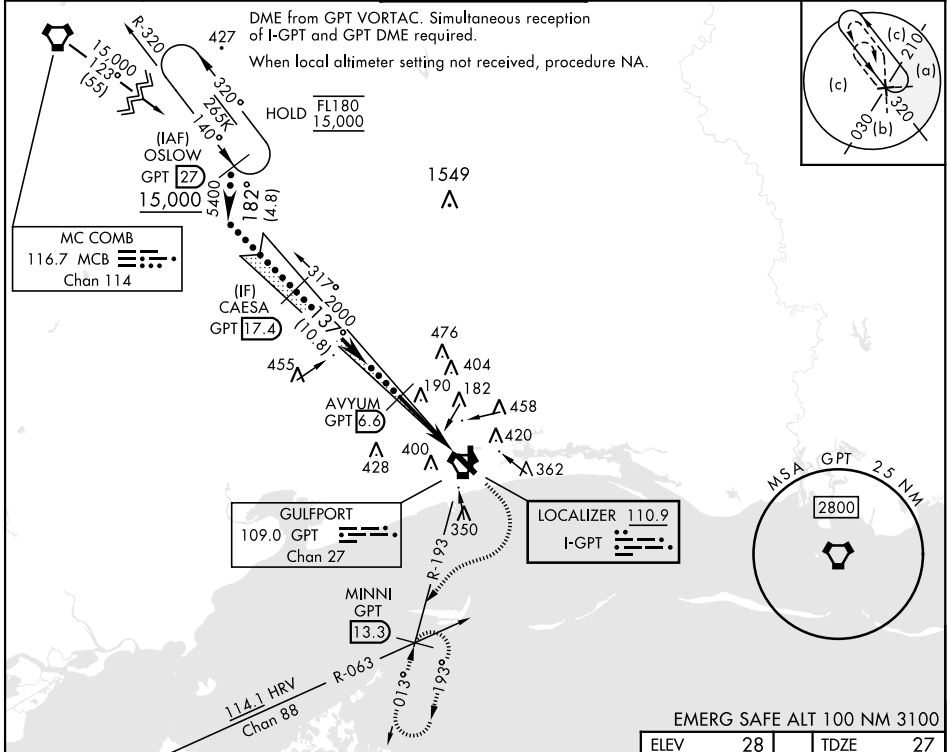 DME from GPT VORTAC. Simultaneous reception
of I-GPT and GPT DME required.
When local altimeter setting not received, procedure NA.
R-320
427
15,000
123°
(55)
320°
265K
140°
HOLD
FL180
15,000
(IAF)
OSLOW
GPT 27
15,000
5400
182°
(4.8)
1549
MC COMB
116.7 MCB
Chan 114
(IF)
CAESA
GPT 17.4
317°
2000
137°
(10.8)
455
476
404
190
182
458
AVYUM
GPT 6.6
428
400
420
362
350
GULFPORT
109.0 GPT
Chan 27
LOCALIZER 110.9
I-GPT
R-193
MINNI
GPT
13.3
013°
193°
R-063
114.1 HRV
Chan 88
(c)
210
(a)
(c)
030
(b)
320
MSA GPT 25 NM
2800
EMERG SAFE ALT 100 NM 3100
ELEV 28
TDZE 27